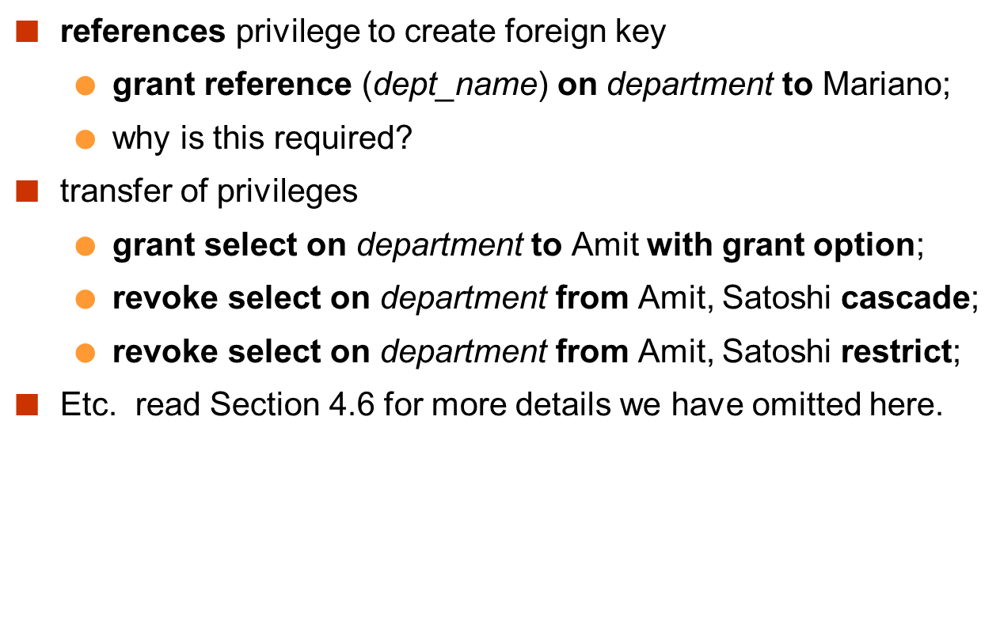 references privilege to create foreign key
grant reference (dept_name) on department to Mariano;
why is this required?
transfer of privileges
grant select on department to Amit with grant option;
revoke select on department from Amit, Satoshi cascade;
revoke select on department from Amit, Satoshi restrict;
Etc.  read Section 4.6 for more details we have omitted here.